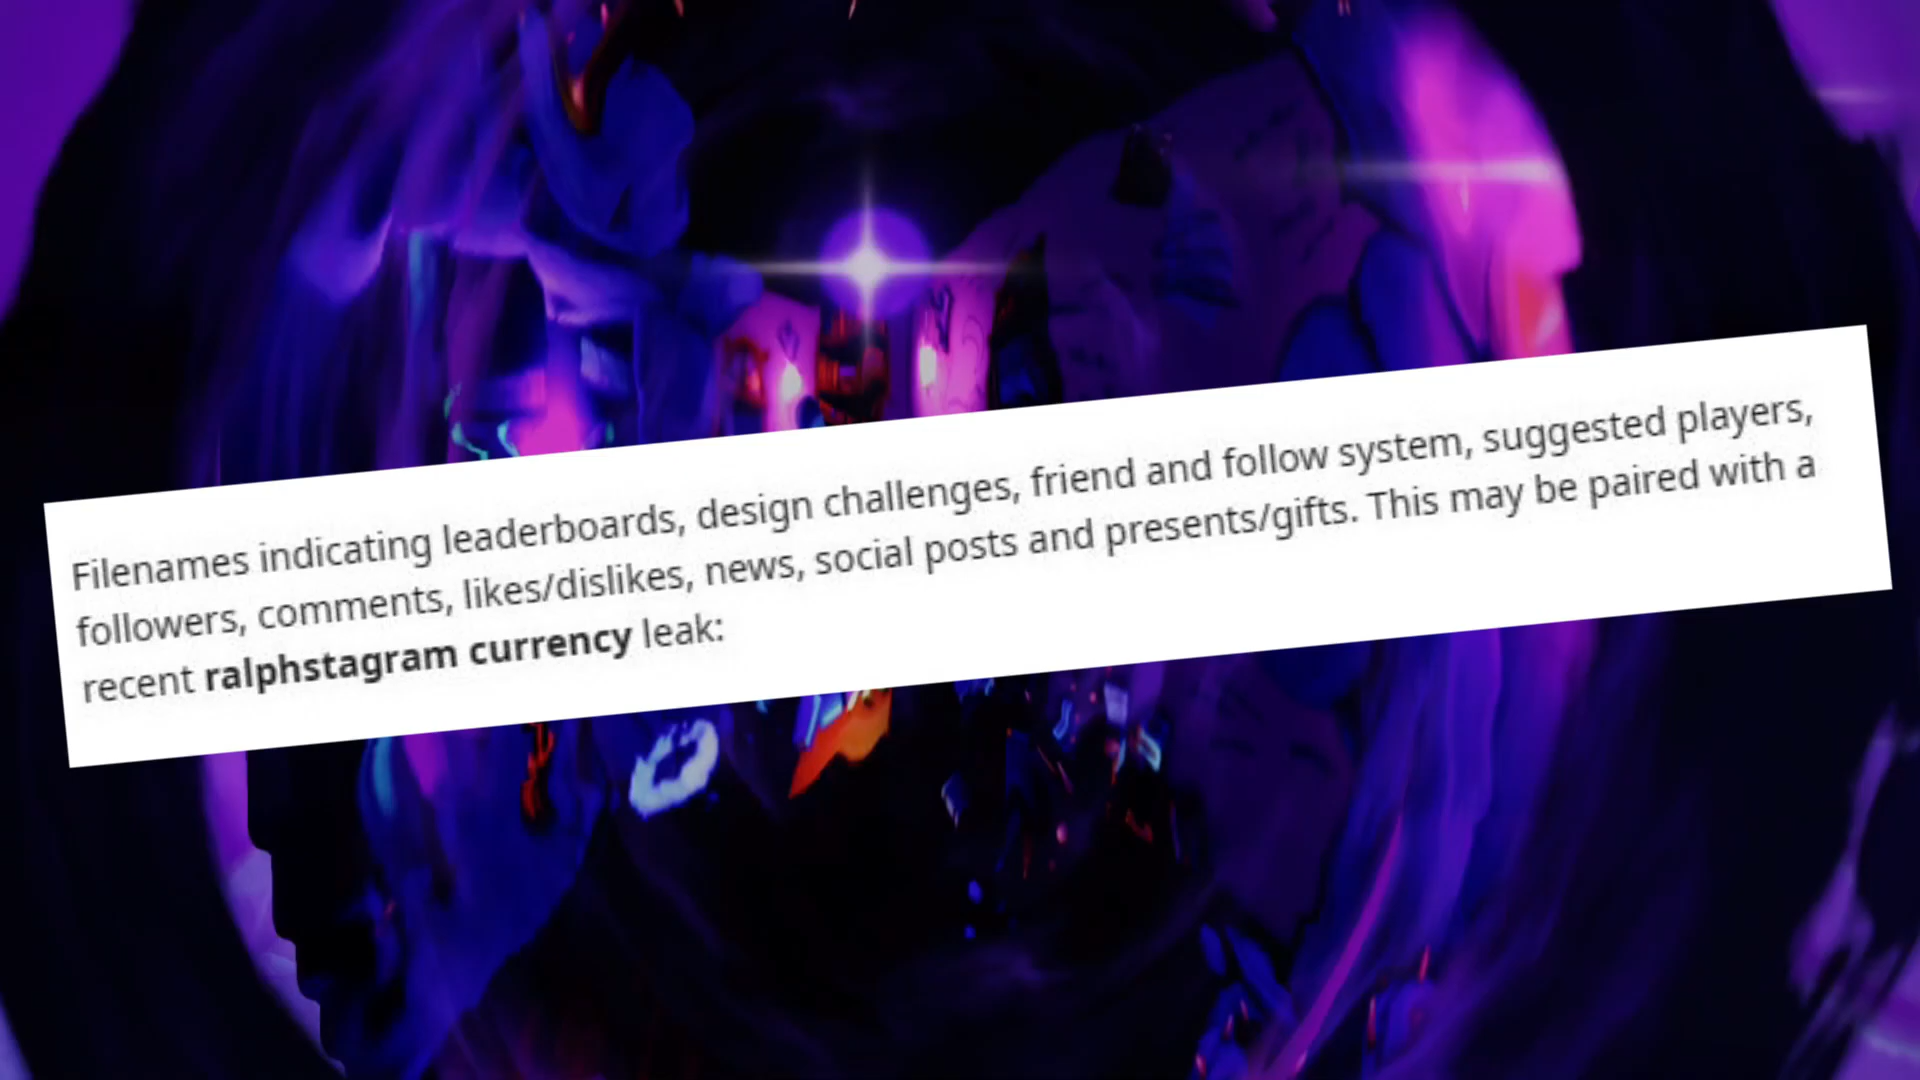 Filenames indicating leaderboards, design challenges, friend and follow system, suggested players,
followers, comments, likes/dislikes, news, social posts and presents/gifts. This may be paired with a
recent ralphstagram currency leak: